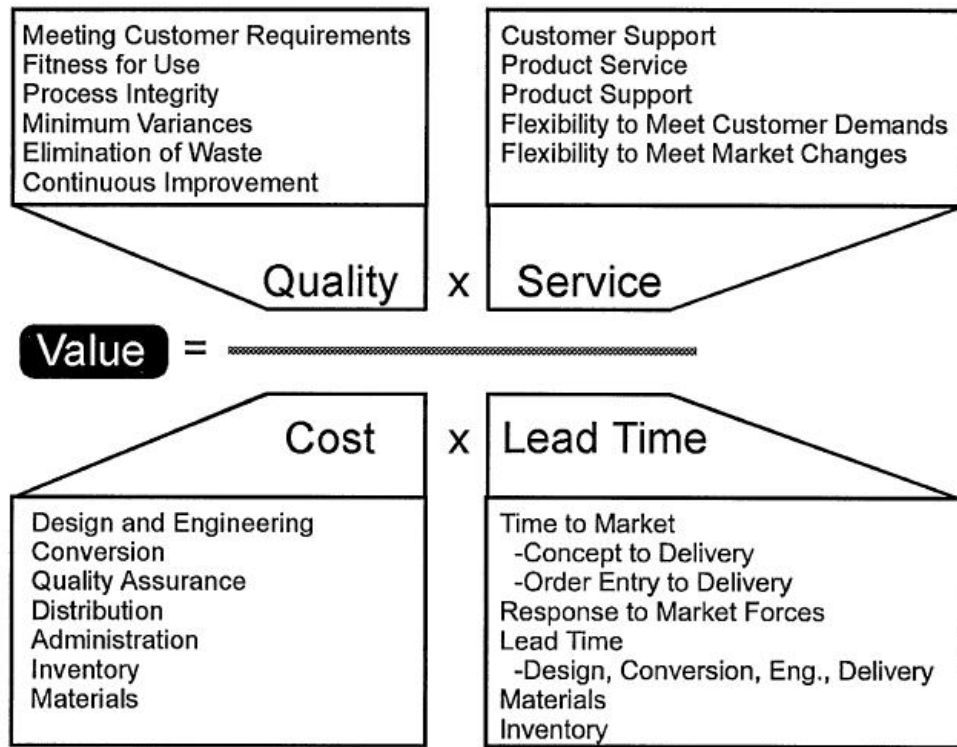 Meeting Customer Requirements
Fitness for Use
Process Integrity
Minimum Variances
Elimination of Waste
Continuous Improvement
Customer Support
Product Service
Product Support
Flexibility to Meet Customer Demands
Flexibility to Meet Market Changes
Quality x Service
Value =
Cost x Lead Time
Design and Engineering
Conversion
Quality Assurance
Distribution
Administration
Inventory
Materials
Time to Market
-Concept to Delivery
-Order Entry to Delivery
Response to Market Forces
Lead Time
-Design, Conversion, Eng., Delivery
Materials
Inventory